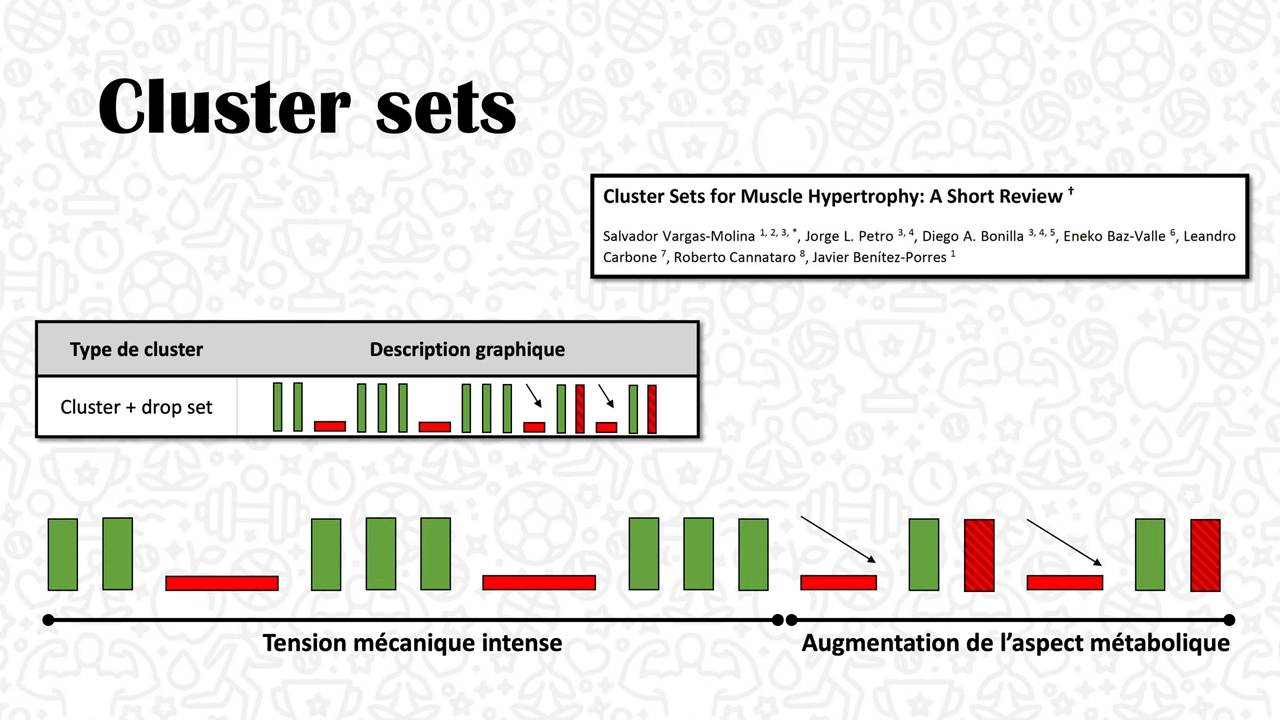 Cluster sets
Cluster Sets for Muscle Hypertrophy: A Short Review †
Salvador Vargas-Molina 1, 2, 3, *, Jorge L. Petro 3, 4, Diego A. Bonilla 3, 4, 5, Eneko Baz-Valle 6, Leandro
Carbone 7, Roberto Cannataro 8, Javier Benítez-Porres 1
Type de cluster Description graphique
Cluster + drop set
Tension mécanique intense Augmentation de l’aspect métabolique